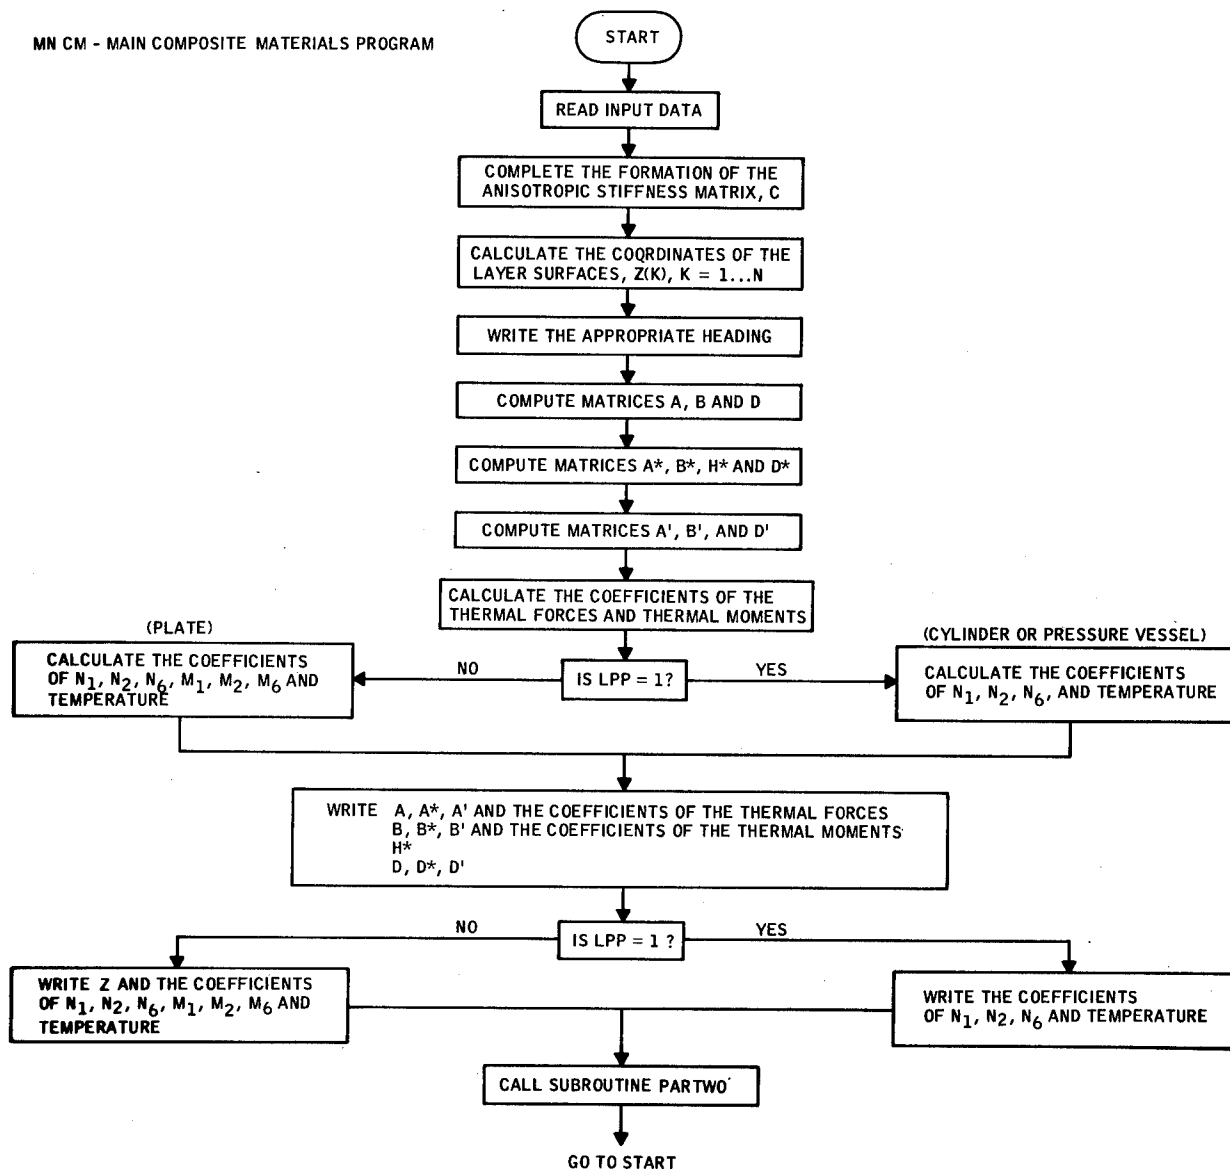 START
MN CM - MAIN COMPOSITE MATERIALS PROGRAM
READ INPUT DATA
COMPLETE THE FORMATION OF THE
ANISOTROPIC STIFFNESS MATRIX, C
CALCULATE THE COORDINATES OF THE
LAYER SURFACES, Z(K), K = 1...N
WRITE THE APPROPRIATE HEADING
COMPUTE MATRICES A, B AND D
COMPUTE MATRICES A*, B*, H* AND D*
COMPUTE MATRICES A', B', AND D'
CALCULATE THE COEFFICIENTS OF THE
THERMAL FORCES AND THERMAL MOMENTS
(PLATE)
CALCULATE THE COEFFICIENTS
OF N₁, N₂, N₆, M₁, M₂, M₆ AND
TEMPERATURE
NO
IS LPP = 1?
YES
(CYLINDER OR PRESSURE VESSEL)
CALCULATE THE COEFFICIENTS
OF N₁, N₂, N₆, AND TEMPERATURE
WRITE A, A*, A' AND THE COEFFICIENTS OF THE THERMAL FORCES
B, B*, B' AND THE COEFFICIENTS OF THE THERMAL MOMENTS
H*
D, D*, D'
NO
IS LPP = 1 ?
YES
WRITE Z AND THE COEFFICIENTS
OF N₁, N₂, N₆, M₁, M₂, M₆ AND
TEMPERATURE
WRITE THE COEFFICIENTS
OF N₁, N₂, N₆ AND TEMPERATURE
CALL SUBROUTINE PARTWO
GO TO START